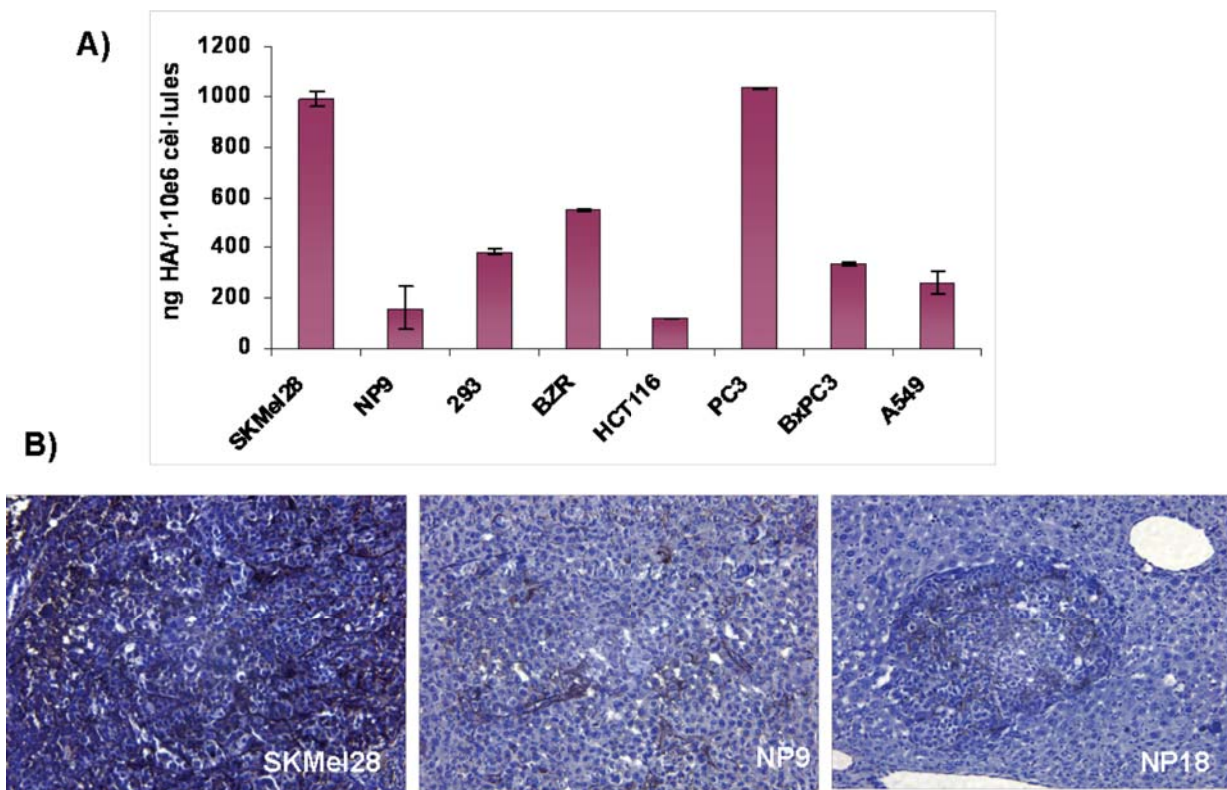 A)
ng HA/1·10e6 cèl·lules
1200
1000
800
600
400
200
0
SKMel28
NP9
293
BZR
HCT116
PC3
BxPC3
A549
B)
SKMel28
NP9
NP18